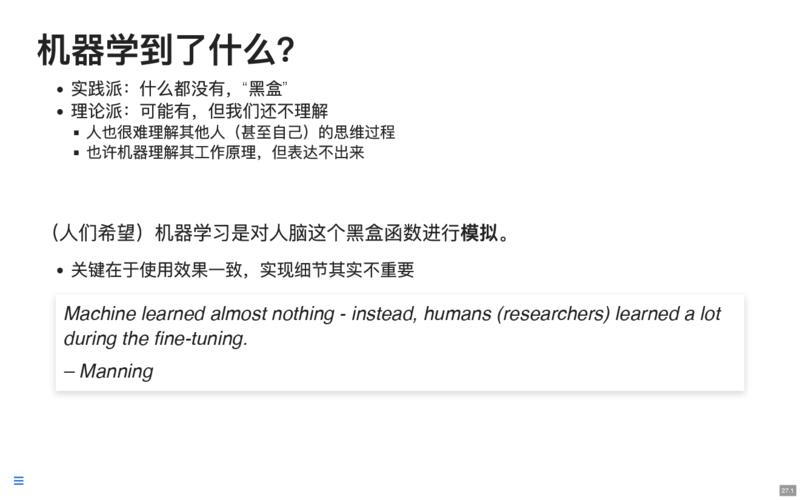 机器学到了什么？
• 实践派：什么都没有，“黑盒”
• 理论派：可能有，但我们还不理解
▪ 人也很难理解其他人（甚至自己）的思维过程
▪ 也许机器理解其工作原理，但表达不出来
（人们希望）机器学习是对人脑这个黑盒函数进行模拟。
• 关键在于使用效果一致，实现细节其实不重要
Machine learned almost nothing - instead, humans (researchers) learned a lot
during the fine-tuning.
– Manning
27.1